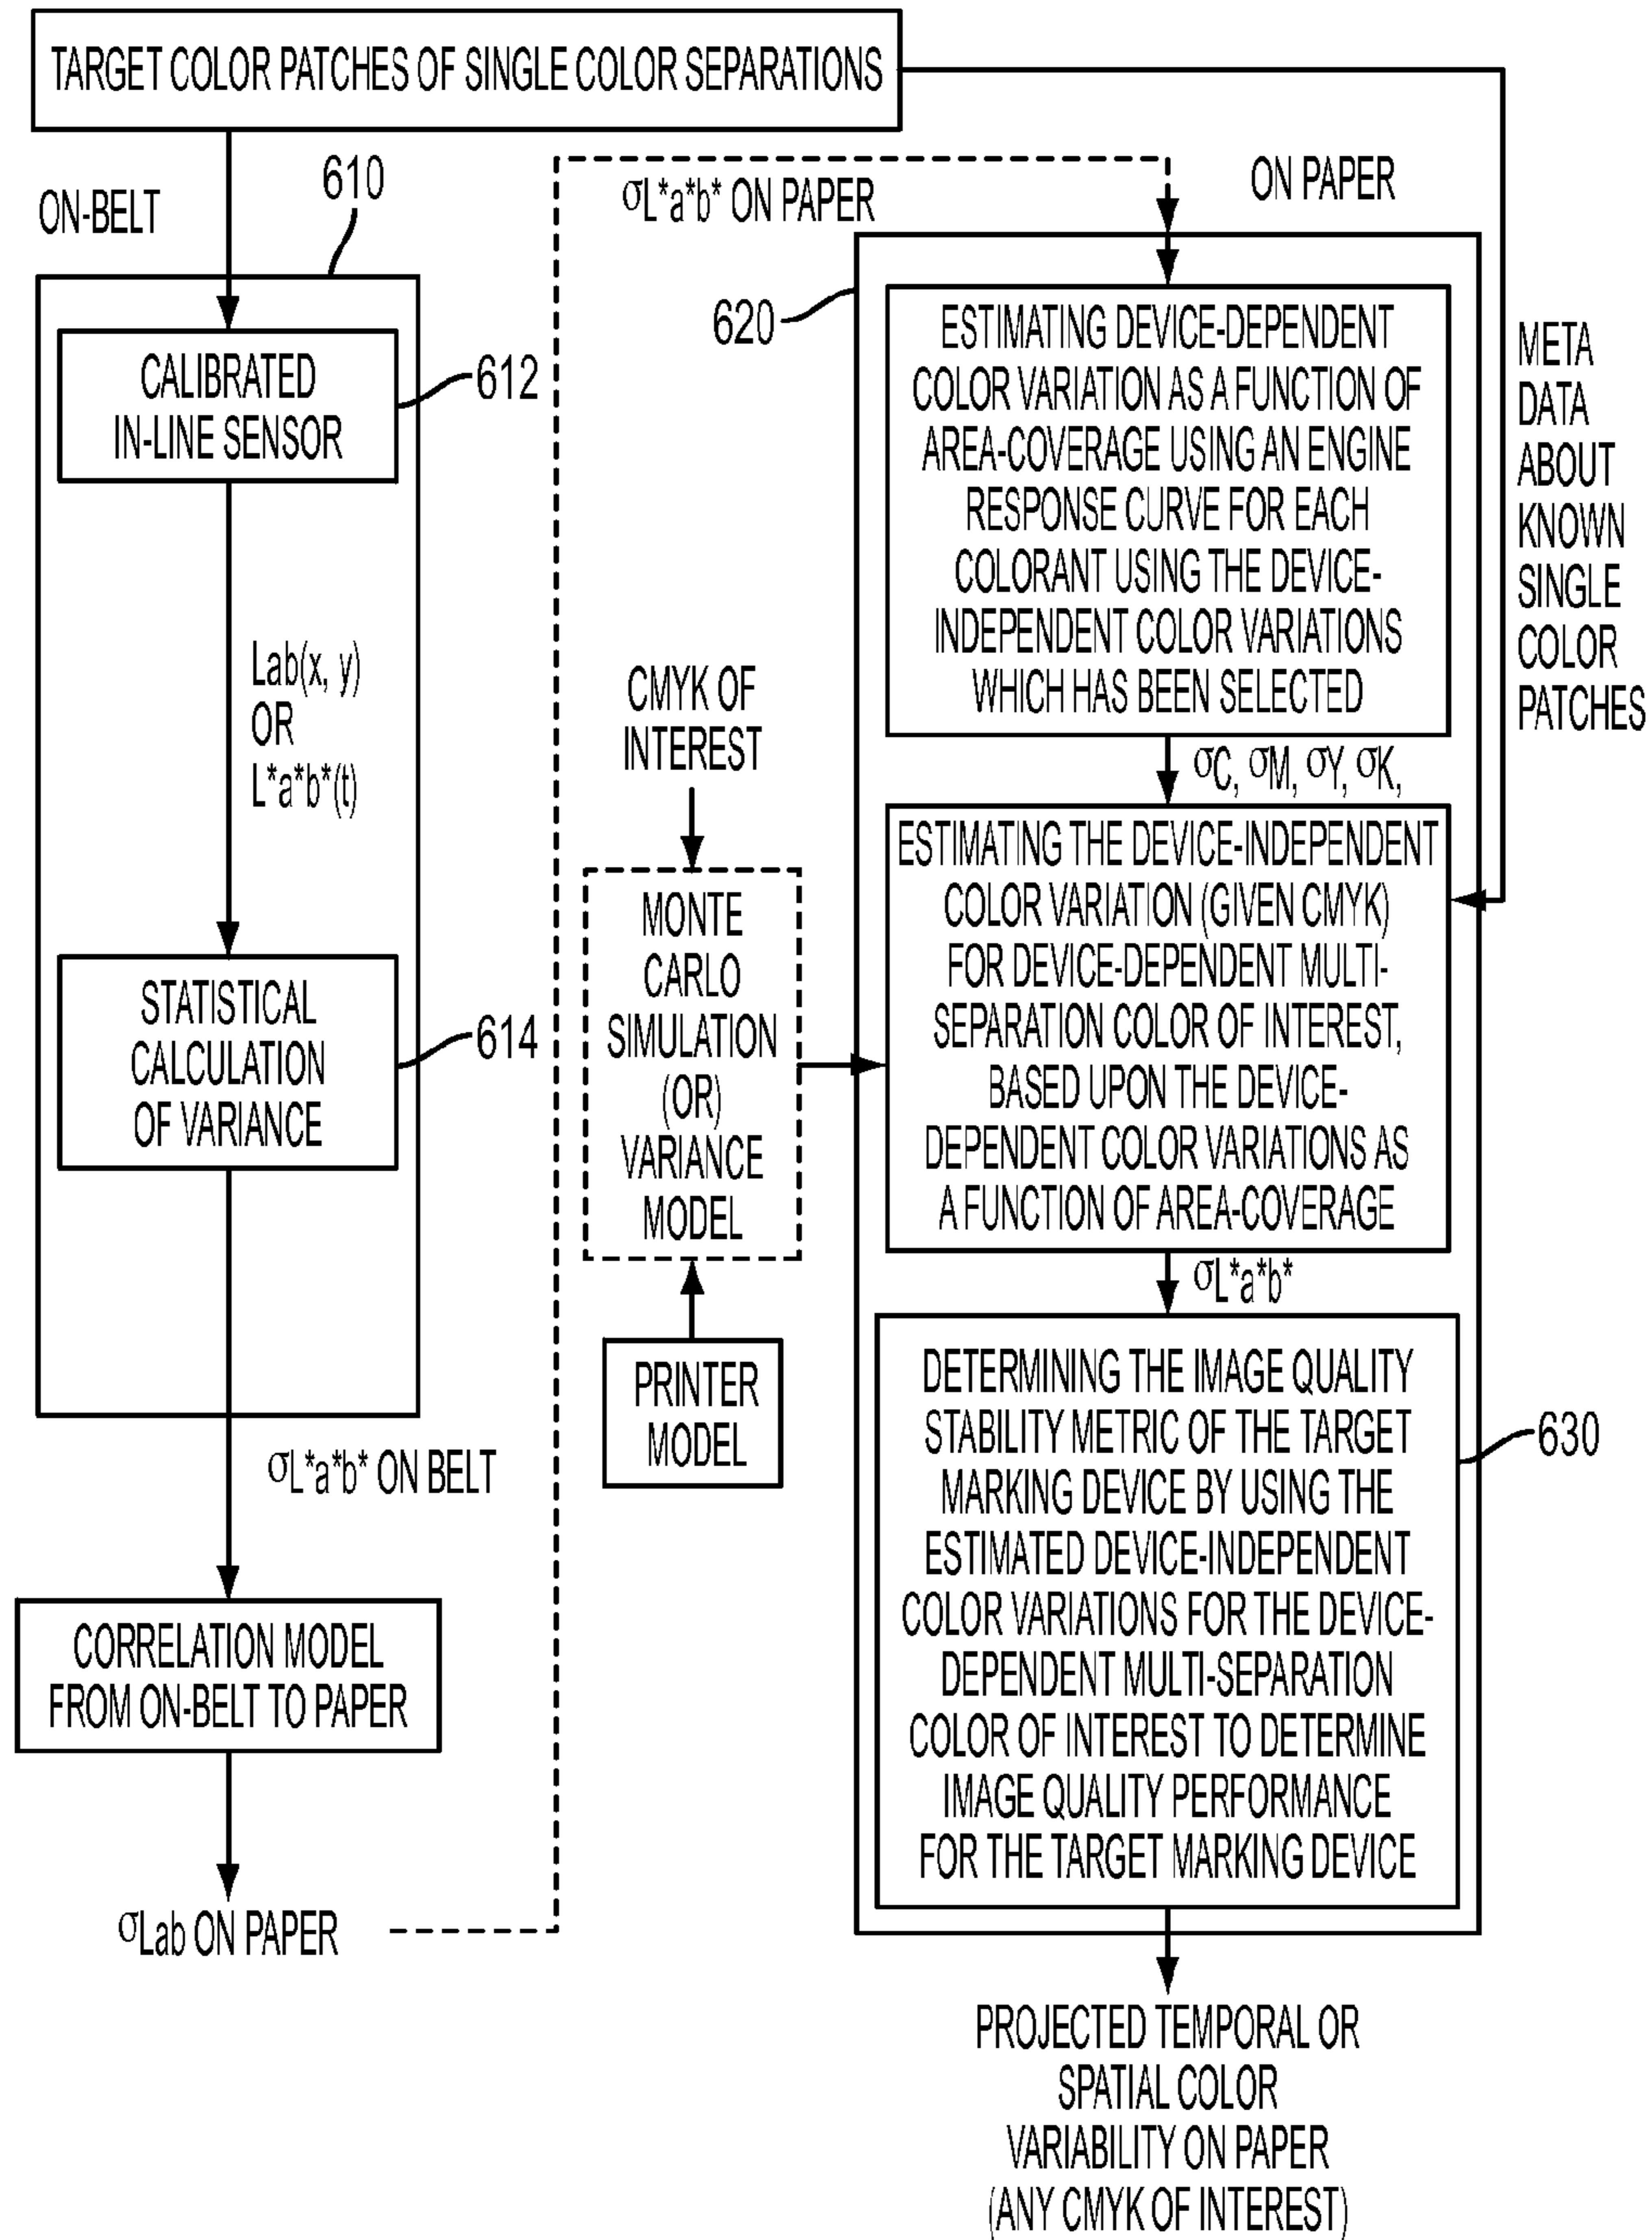 TARGET COLOR PATCHES OF SINGLE COLOR SEPARATIONS
ON-BELT
610
CALIBRATED
IN-LINE SENSOR
612
Lab(x, y)
OR
L*a*b*(t)
STATISTICAL
CALCULATION
OF VARIANCE
614
σL*a*b* ON BELT
CORRELATION MODEL
FROM ON-BELT TO PAPER
σLab ON PAPER
σL*a*b* ON PAPER
ON PAPER
620
ESTIMATING DEVICE-DEPENDENT
COLOR VARIATION AS A FUNCTION OF
AREA-COVERAGE USING AN ENGINE
RESPONSE CURVE FOR EACH
COLORANT USING THE DEVICE-
INDEPENDENT COLOR VARIATIONS
WHICH HAS BEEN SELECTED
META
DATA
ABOUT
KNOWN
SINGLE
COLOR
PATCHES
σC, σM, σY, σK,
CMYK OF
INTEREST
MONTE
CARLO
SIMULATION
(OR)
VARIANCE
MODEL
PRINTER
MODEL
ESTIMATING THE DEVICE-INDEPENDENT
COLOR VARIATION (GIVEN CMYK)
FOR DEVICE-DEPENDENT MULTI-
SEPARATION COLOR OF INTEREST,
BASED UPON THE DEVICE-
DEPENDENT COLOR VARIATIONS AS
A FUNCTION OF AREA-COVERAGE
σL*a*b*
DETERMINING THE IMAGE QUALITY
STABILITY METRIC OF THE TARGET
MARKING DEVICE BY USING THE
ESTIMATED DEVICE-INDEPENDENT
COLOR VARIATIONS FOR THE DEVICE-
DEPENDENT MULTI-SEPARATION
COLOR OF INTEREST TO DETERMINE
IMAGE QUALITY PERFORMANCE
FOR THE TARGET MARKING DEVICE
630
PROJECTED TEMPORAL OR
SPATIAL COLOR
VARIABILITY ON PAPER
(ANY CMYK OF INTEREST)